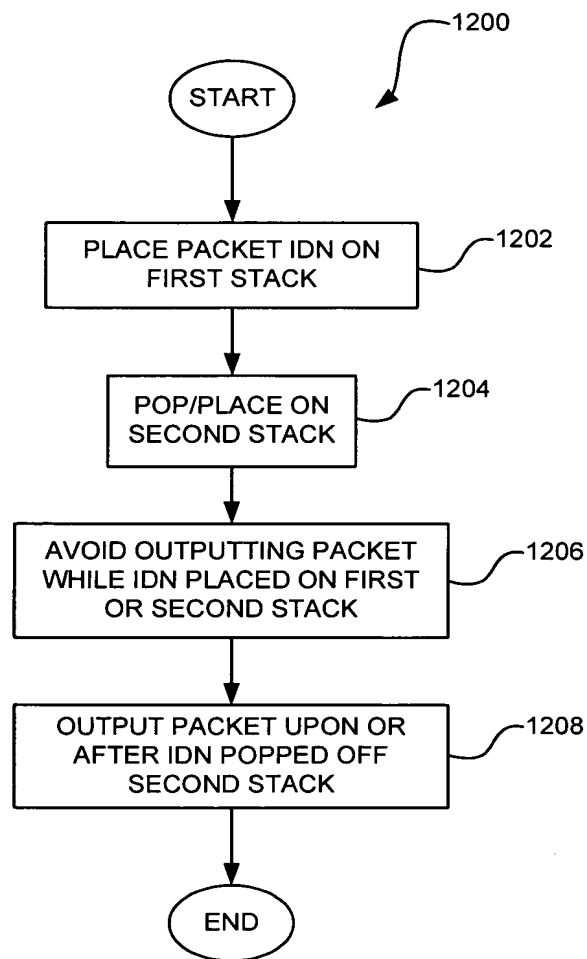 1200
START
PLACE PACKET IDN ON
FIRST STACK
1202
POP/PLACE ON
SECOND STACK
1204
AVOID OUTPUTTING PACKET
WHILE IDN PLACED ON FIRST
OR SECOND STACK
1206
OUTPUT PACKET UPON OR
AFTER IDN POPPED OFF
SECOND STACK
1208
END